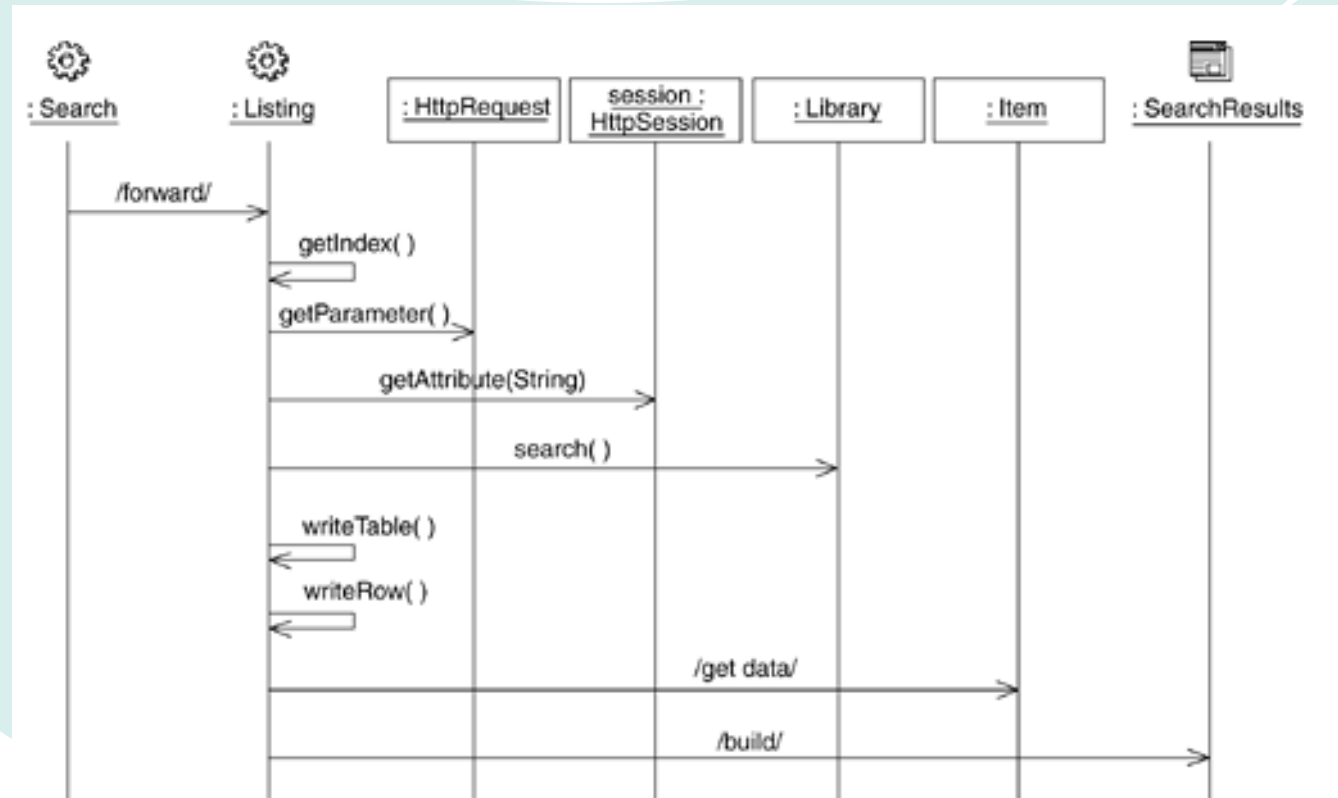 : Search
: Listing
: HttpRequest
session :
HttpSession
: Library
: Item
: SearchResults
/forward/
getIndex( )
getParameter( )
getAttribute(String)
search( )
writeTable( )
writeRow( )
/get data/
/build/